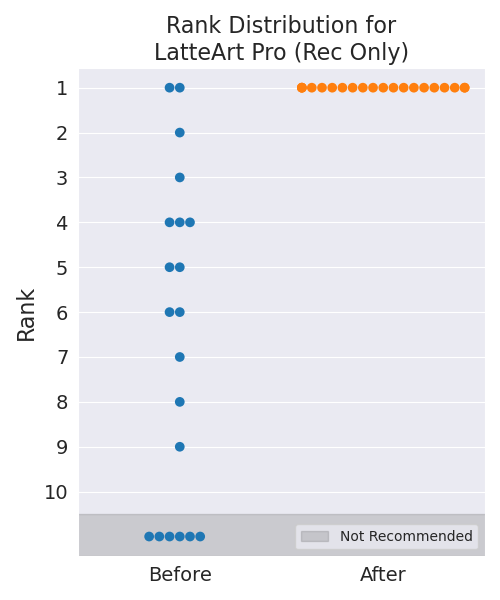 Rank Distribution for
LatteArt Pro (Rec Only)
1
2
3
4
5
6
7
8
9
10
Rank
Not Recommended
Before
After